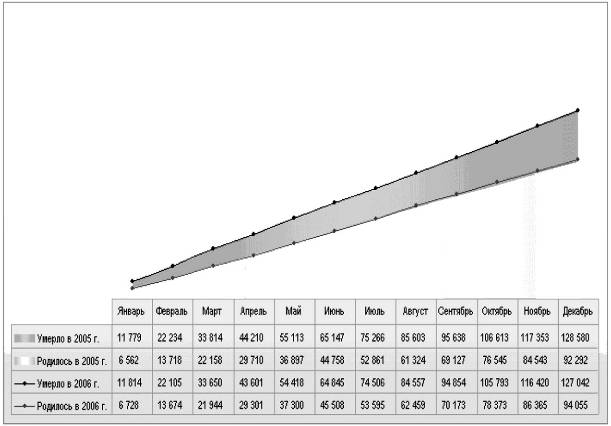 Январь Февраль Март Апрель Май Июнь Июль Август Сентябрь Октябрь Ноябрь Декабрь
Умерло в 2005 г. 11 779 22 234 33 814 44 210 55 113 65 147 75 266 85 603 95 638 106 613 117 353 128 580
Родилось в 2005 г. 6 562 13 718 22 158 29 710 36 897 44 758 52 861 61 324 69 127 76 545 84 543 92 292
Умерло в 2006 г. 11 814 22 105 33 650 43 601 54 418 64 845 74 506 84 557 94 854 105 793 116 420 127 042
Родилось в 2006 г. 6 728 13 674 21 944 29 301 37 300 45 508 53 595 62 459 70 173 78 373 86 365 94 055